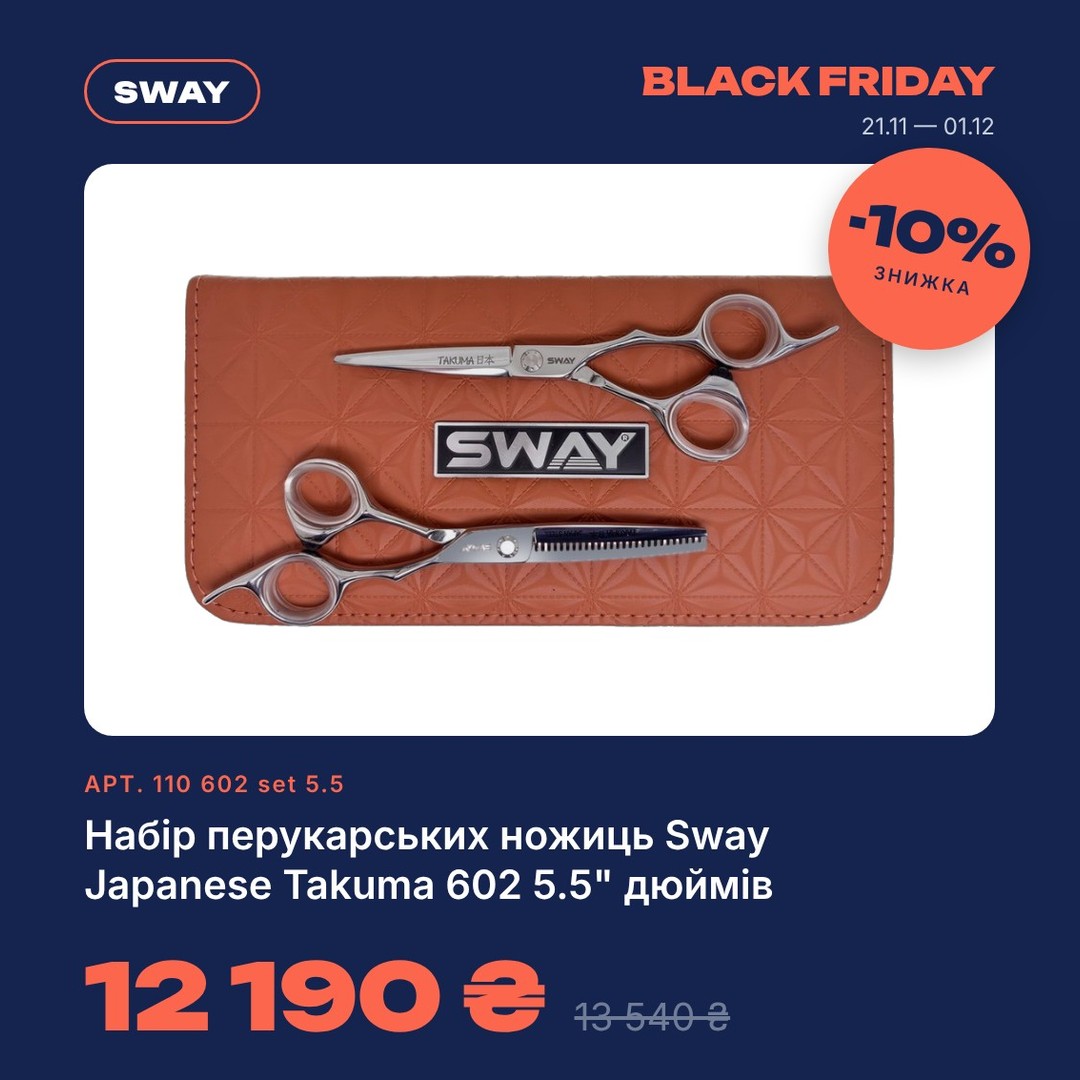 SWAY
BLACK FRIDAY
21.11 — 01.12
-10%
ЗНИЖКА
TAKUMA 日本
SWAY
SWAY®
АРТ. 110 602 set 5.5
Набір перукарських ножиць Sway
Japanese Takuma 602 5.5" дюймів
12 190 ₴
13 540 ₴